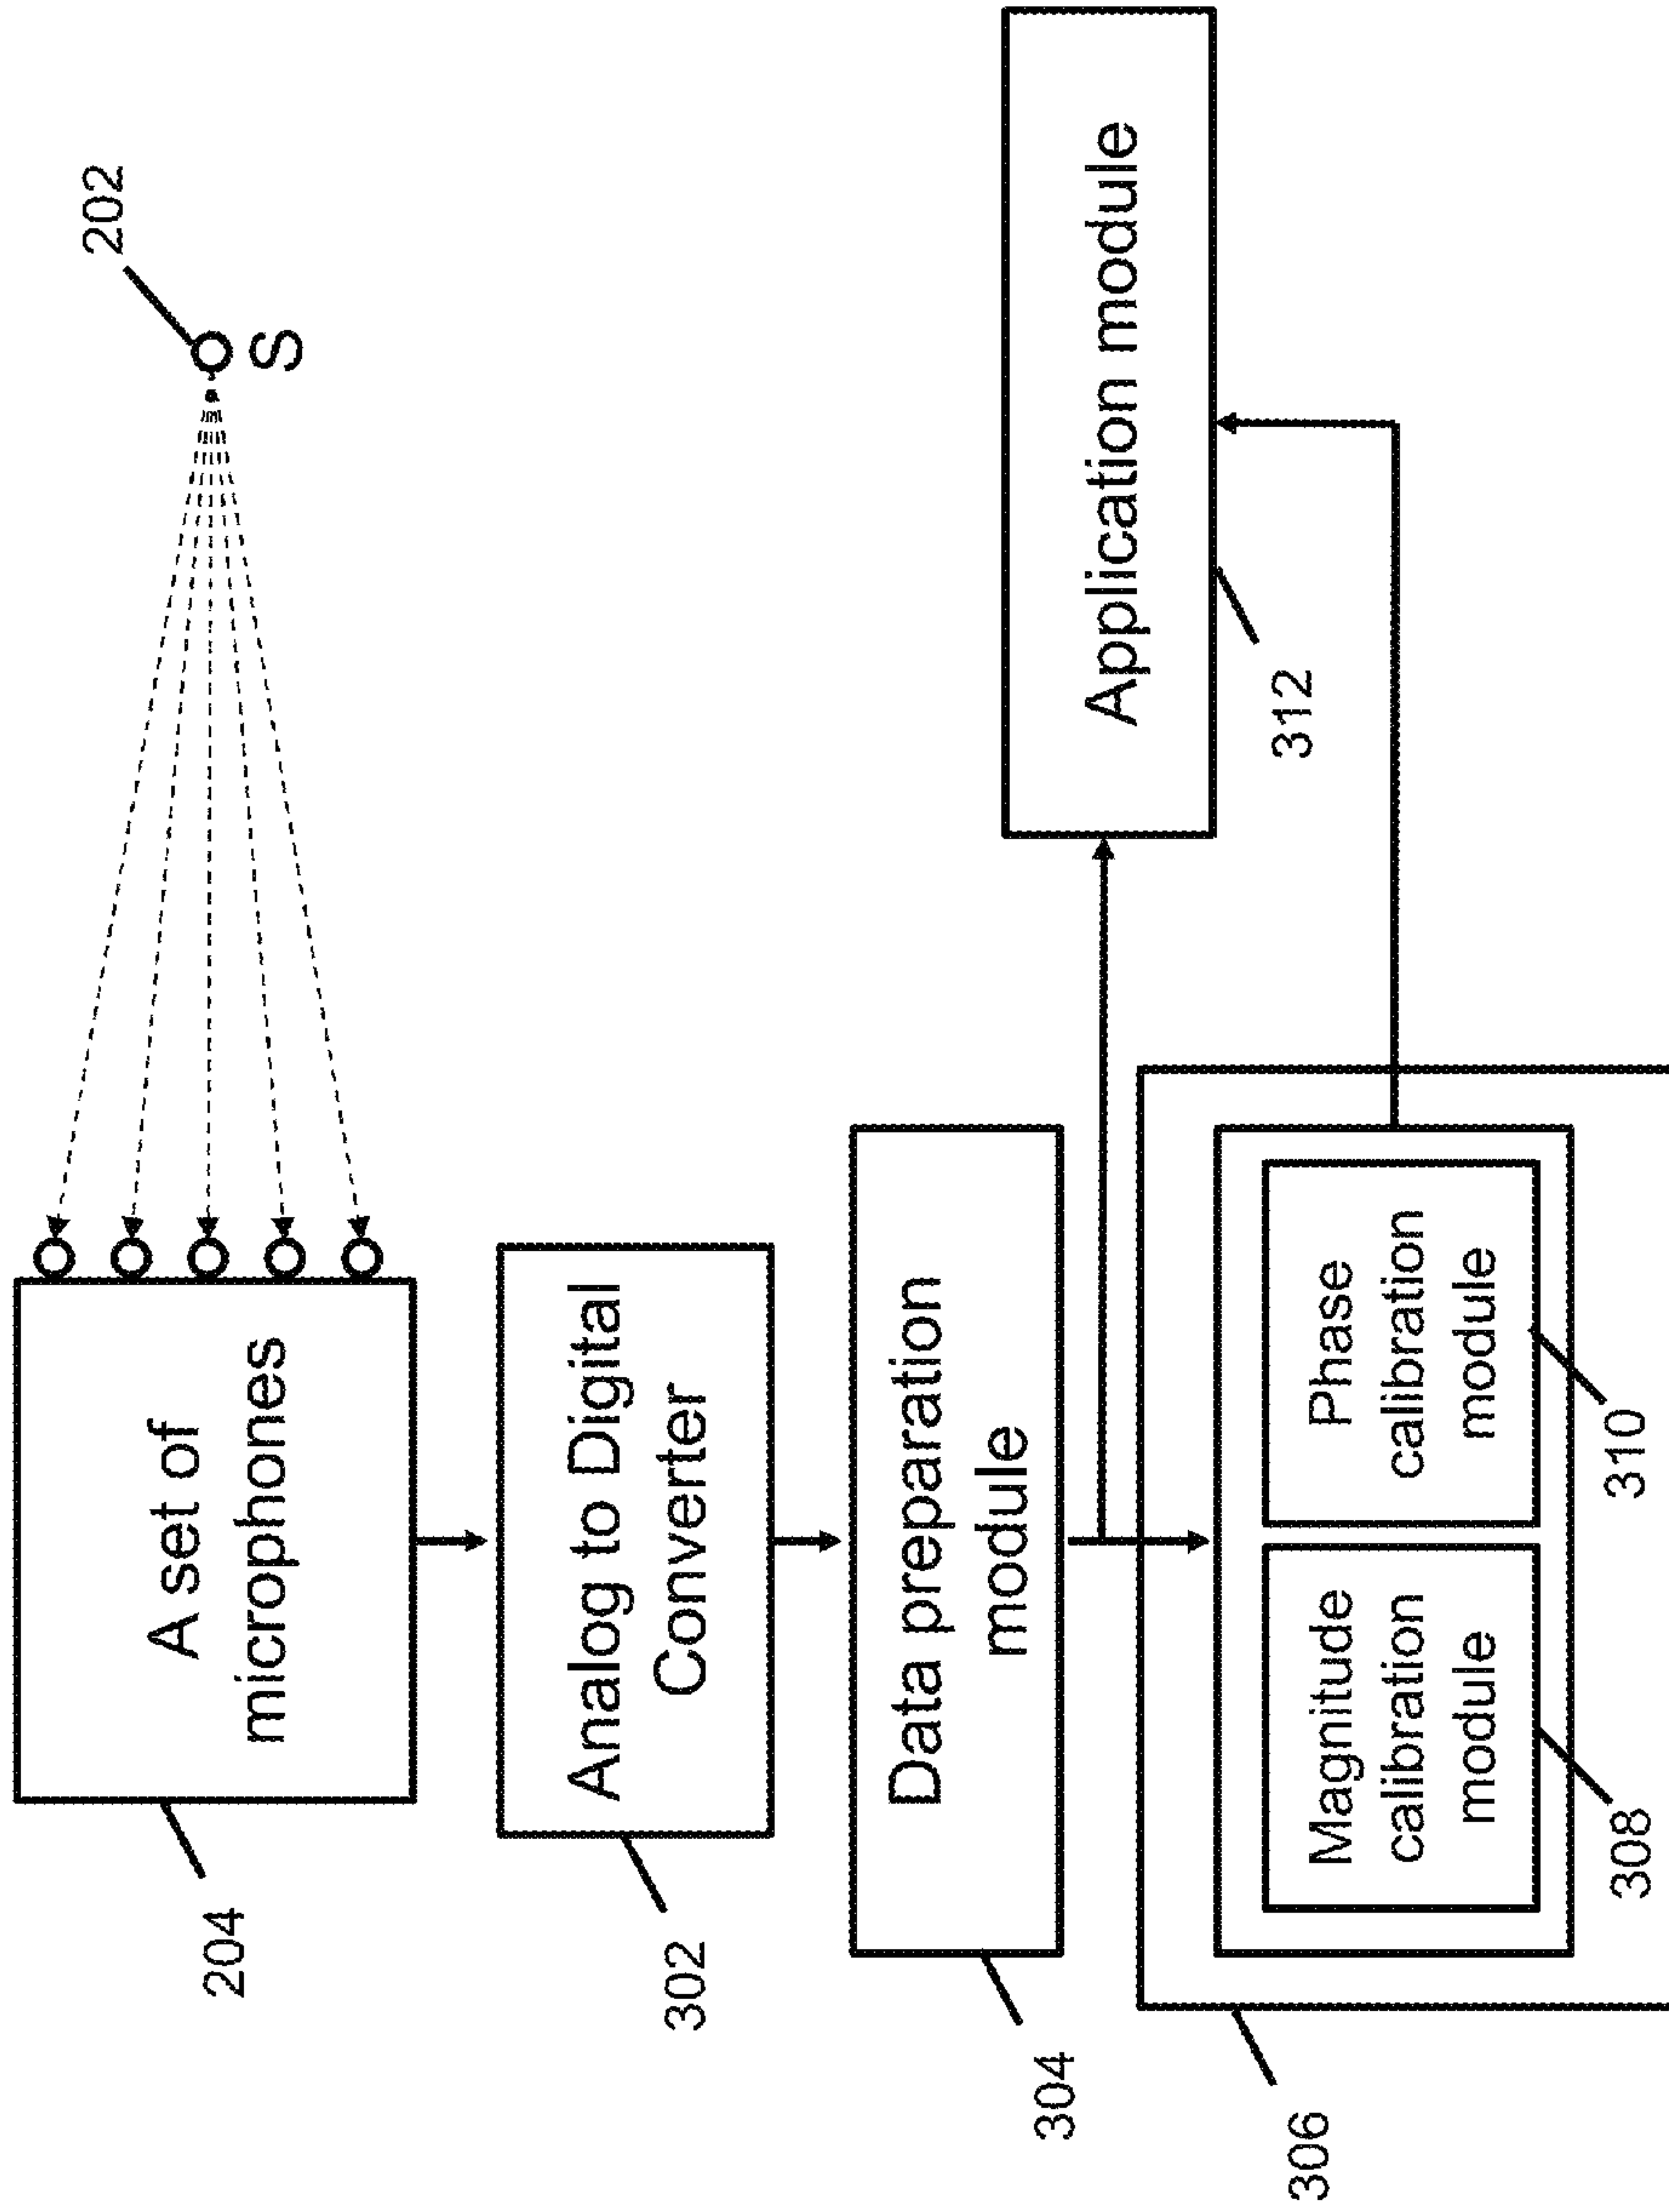 A set of
microphones
204
202
S
Analog to Digital
Converter
302
Data preparation
module
304
Application module
312
Magnitude
calibration
module
308
Phase
calibration
module
310
306